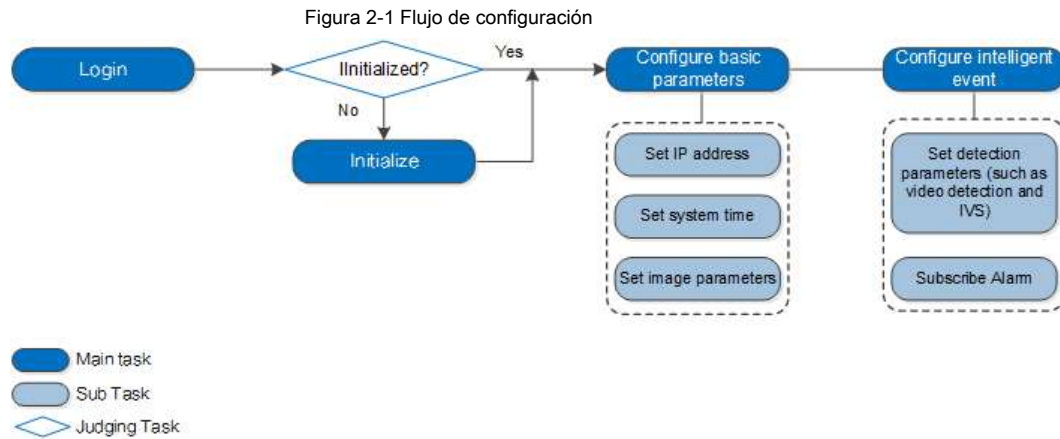 Figura 2-1 Flujo de configuración
Login
IInitialized?
Yes
No
Initialize
Configure basic
parameters
Set IP address
Set system time
Set image parameters
Configure intelligent
event
Set detection
parameters (such as
video detection and
IVS)
Subscribe Alarm
Main task
Sub Task
Judging Task